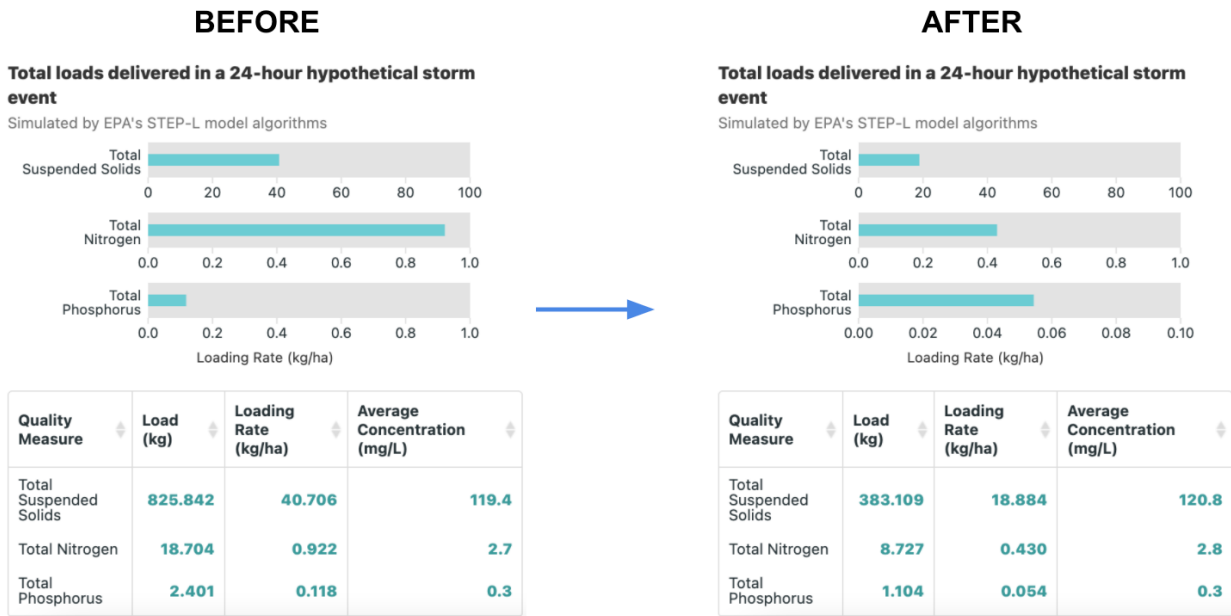 BEFORE
Total loads delivered in a 24-hour hypothetical storm
event
Simulated by EPA's STEP-L model algorithms
Total
Suspended Solids
0 20 40 60 80 100
Total
Nitrogen
0.0 0.2 0.4 0.6 0.8 1.0
Total
Phosphorus
0.0 0.2 0.4 0.6 0.8 1.0
Loading Rate (kg/ha)
Quality
Measure
Load
(kg)
Loading
Rate
(kg/ha)
Average
Concentration
(mg/L)
Total
Suspended
Solids
825.842 40.706 119.4
Total Nitrogen 18.704 0.922 2.7
Total
Phosphorus
2.401 0.118 0.3
AFTER
Total loads delivered in a 24-hour hypothetical storm
event
Simulated by EPA's STEP-L model algorithms
Total
Suspended Solids
0 20 40 60 80 100
Total
Nitrogen
0.0 0.2 0.4 0.6 0.8 1.0
Total
Phosphorus
0.00 0.02 0.04 0.06 0.08 0.10
Loading Rate (kg/ha)
Quality
Measure
Load
(kg)
Loading
Rate
(kg/ha)
Average
Concentration
(mg/L)
Total
Suspended
Solids
383.109 18.884 120.8
Total Nitrogen 8.727 0.430 2.8
Total
Phosphorus
1.104 0.054 0.3